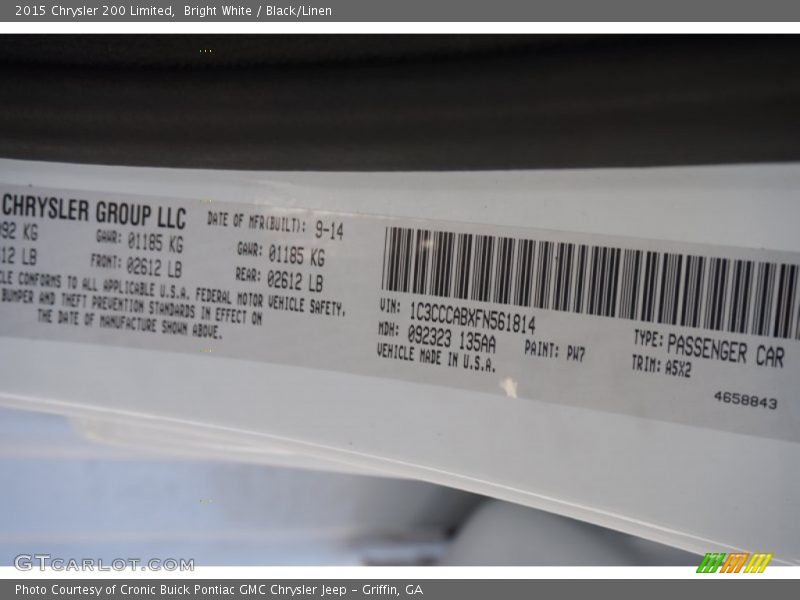 2015 Chrysler 200 Limited, Bright White / Black/Linen
CHRYSLER GROUP LLC DATE OF MFR(BUILT): 9-14
92 KG GAWR: 01185 KG GAWR: 01185 KG
12 LB FRONT: 02612 LB REAR: 02612 LB
CLE CONFORMS TO ALL APPLICABLE U.S.A. FEDERAL MOTOR VEHICLE SAFETY,
BUMPER AND THEFT PREVENTION STANDARDS IN EFFECT ON
THE DATE OF MANUFACTURE SHOWN ABOVE.
VIN: 1C3CCCABXFN561814 TYPE: PASSENGER CAR
MDH: 092323 135AA PAINT: PW7 TRIM: A5X2
VEHICLE MADE IN U.S.A.
4658843
GTCARLOT.COM
Photo Courtesy of Cronic Buick Pontiac GMC Chrysler Jeep - Griffin, GA